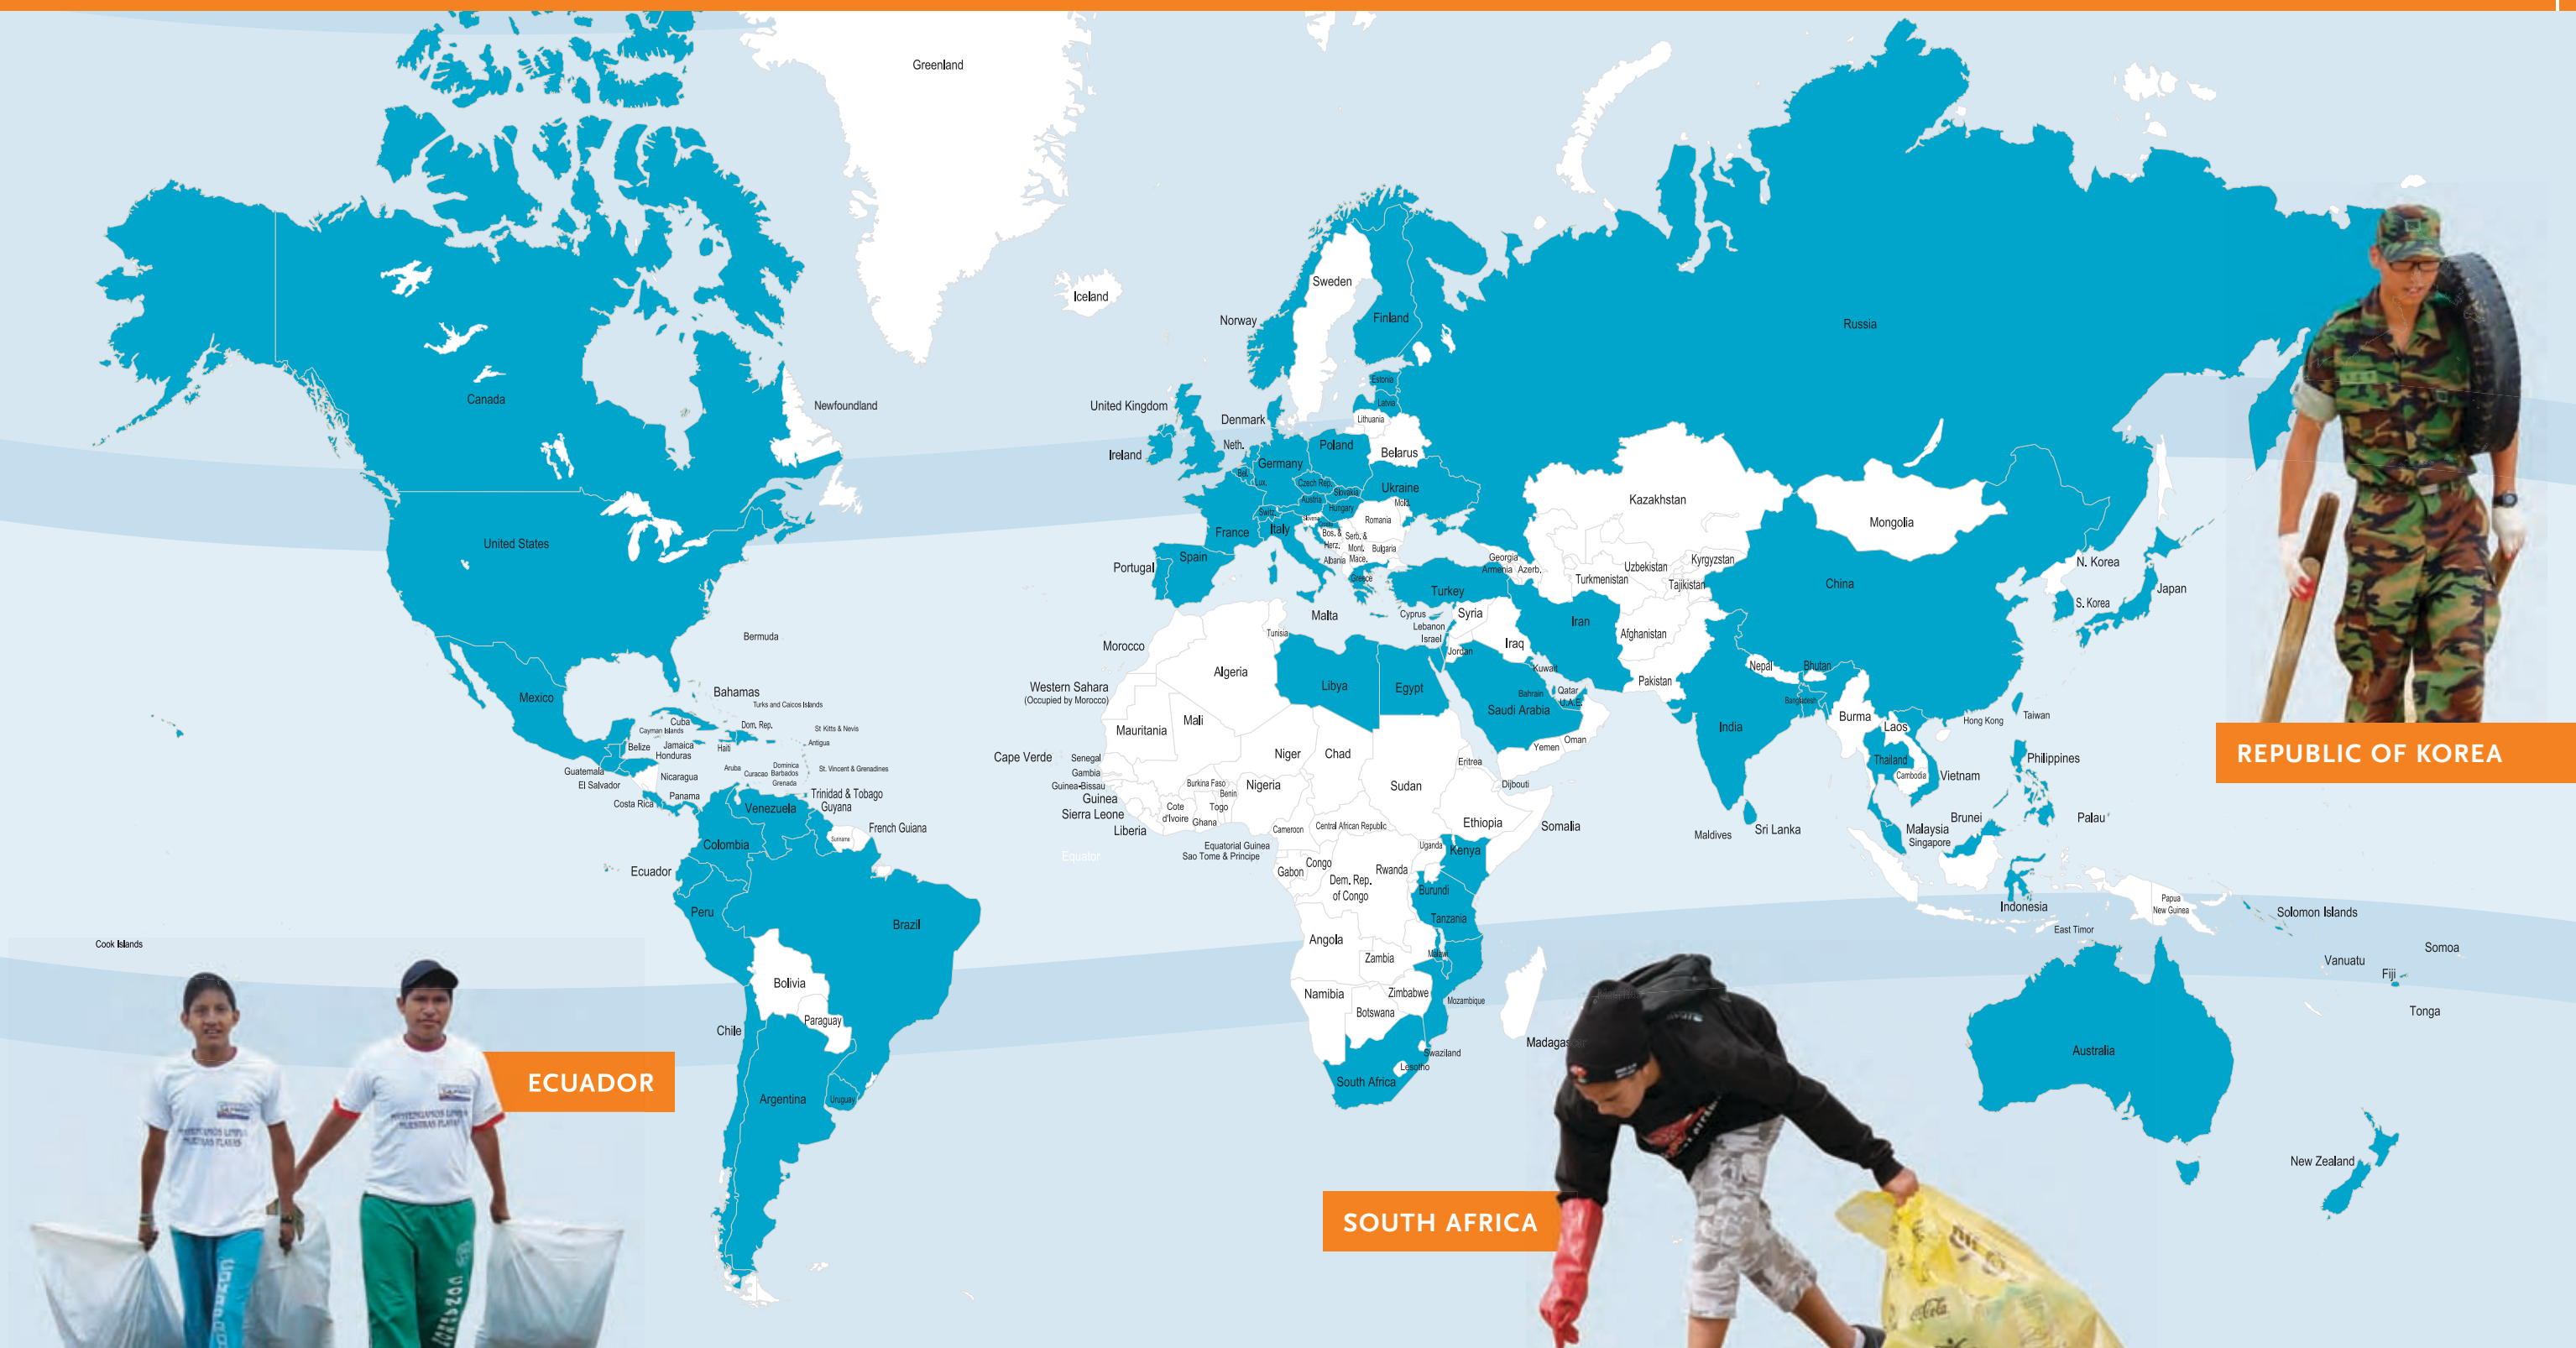 Greenland
Iceland
Sweden
Finland
Norway
Russia
Estonia
Latvia
Lithuania
Canada
Newfoundland
United Kingdom
Denmark
Neth.
Ireland
Poland
Belarus
Germany
Bel.
Lux.
Czech Rep.
Slovakia
Ukraine
Kazakhstan
Austria
Hungary
Mold.
Mongolia
United States
France
Switz.
Italy
Romania
Bos. &
Herz.
Serb. &
Mont.
Bulgaria
Albania
Mace.
Spain
Portugal
Greece
Georgia
Armenia
Azerb.
Turkey
Turkmenistan
Uzbekistan
Kyrgyzstan
Tajikistan
China
N. Korea
S. Korea
Japan
Malta
Cyprus
Syria
Lebanon
Israel
Iraq
Iran
Afghanistan
Tunisia
Jordan
Bermuda
Morocco
Algeria
Libya
Egypt
Kuwait
Pakistan
Nepal
Bhutan
Mexico
Bahamas
Turks and Caicos Islands
Western Sahara
(Occupied by Morocco)
Bahrain
Qatar
U.A.E.
Saudi Arabia
Bangladesh
India
Burma
Laos
Hong Kong
Taiwan
Cuba
Cayman Islands
Dom. Rep.
St Kitts & Nevis
Belize
Jamaica
Haiti
Antigua
Honduras
Mauritania
Mali
Niger
Chad
Yemen
Oman
REPUBLIC OF KOREA
Guatemala
Nicaragua
El Salvador
Aruba
Curacao
Dominica
Barbados
Grenada
St. Vincent & Grenadines
Cape Verde
Senegal
Gambia
Guinea-Bissau
Guinea
Sierra Leone
Liberia
Burkina Faso
Benin
Nigeria
Sudan
Eritrea
Djibouti
Thailand
Cambodia
Vietnam
Philippines
Costa Rica
Panama
Venezuela
Trinidad & Tobago
Guyana
Cote
d'Ivoire
Togo
Ghana
Cameroon
Central African Republic
Ethiopia
Somalia
Maldives
Sri Lanka
Brunei
Malaysia
Singapore
Palau
Surinam
French Guiana
Colombia
Equatorial Guinea
Sao Tome & Principe
Equator
Uganda
Kenya
Ecuador
Gabon
Congo
Dem. Rep.
of Congo
Rwanda
Burundi
Peru
Brazil
Tanzania
Indonesia
Papua
New Guinea
Solomon Islands
East Timor
Cook Islands
Angola
Zambia
Malawi
Somoa
Vanuatu
Fiji
Bolivia
Paraguay
Namibia
Zimbabwe
Mozambique
Botswana
Tonga
Chile
Madagascar
Swaziland
Lesotho
South Africa
Australia
ECUADOR
Argentina
Uruguay
New Zealand
SOUTH AFRICA